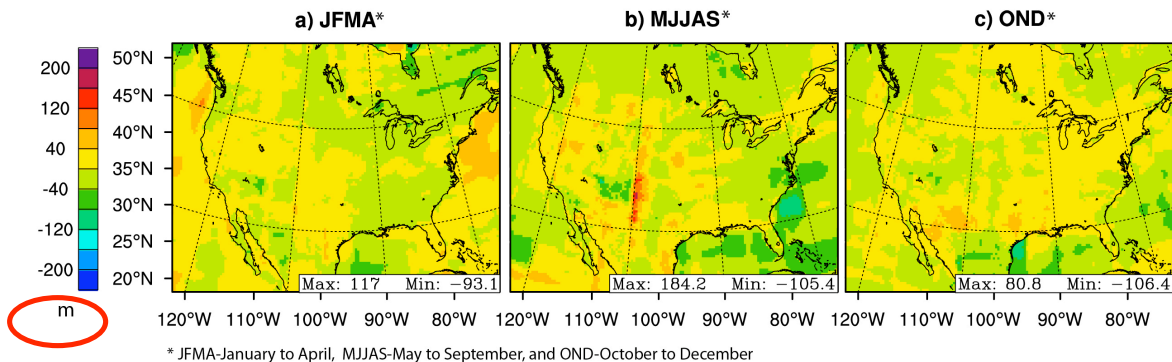 a) JFMA* b) MJJAS* c) OND*
200
120
40
-40
-120
-200
m
50°N
45°N
40°N
35°N
30°N
25°N
20°N
Max: 117 Min: −93.1
Max: 184.2 Min: −105.4
Max: 80.8 Min: −106.4
120°W 110°W 100°W 90°W 80°W
120°W 110°W 100°W 90°W 80°W
120°W 110°W 100°W 90°W 80°W
* JFMA-January to April, MJJAS-May to September, and OND-October to December